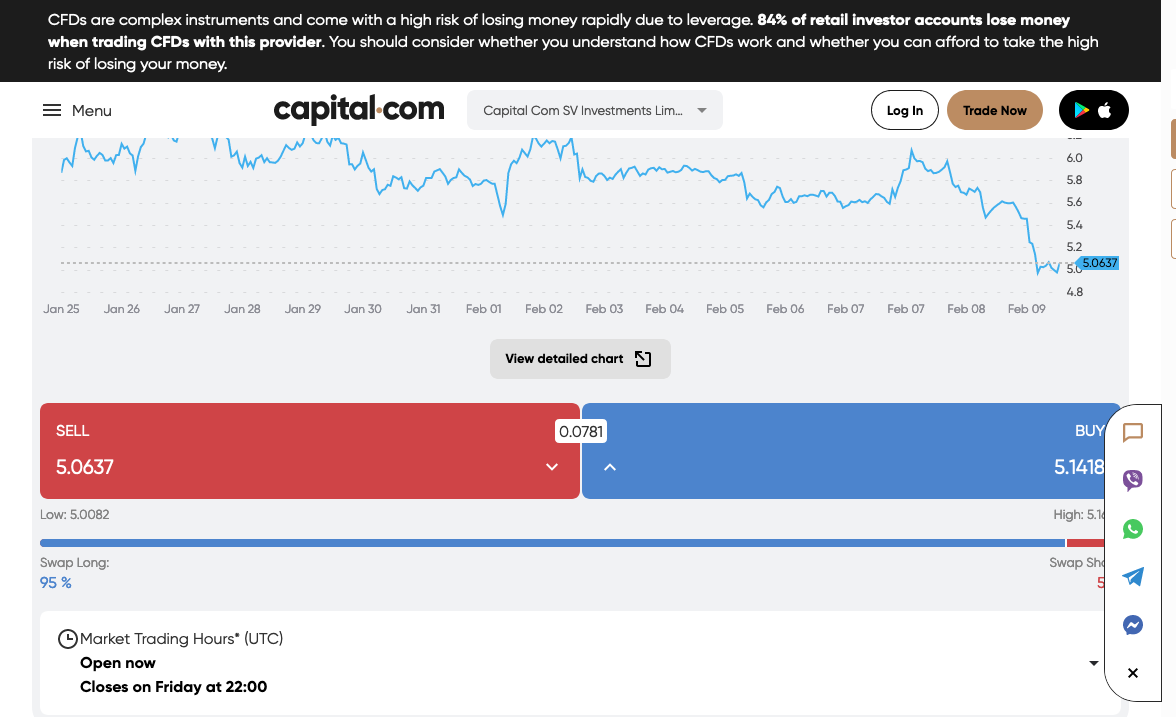 CFDs are complex instruments and come with a high risk of losing money rapidly due to leverage. 84% of retail investor accounts lose money
when trading CFDs with this provider. You should consider whether you understand how CFDs work and whether you can afford to take the high
risk of losing your money.
Menu
capital.com
Capital Com SV Investments Lim...
Log In
Trade Now
6.0
5.8
5.6
5.4
5.2
5.0637
5.0
4.8
Jan 25 Jan 26 Jan 27 Jan 28 Jan 29 Jan 30 Jan 31 Feb 01 Feb 02 Feb 03 Feb 04 Feb 05 Feb 06 Feb 07 Feb 07 Feb 08 Feb 09
View detailed chart
SELL 0.0781 BUY
5.0637 5.1418
Low: 5.0082 High:
Swap Long: Swap
95 %
Market Trading Hours* (UTC)
Open now
Closes on Friday at 22:00